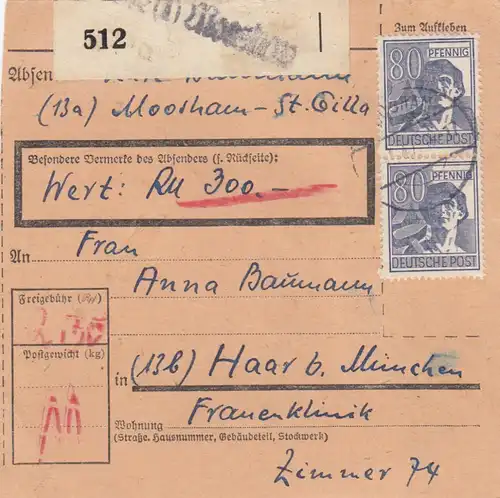 512
Zum Aufkleben
Absen
(13a) Moosham - St. Gilla
Besondere Vermerke des Absenders (s. Rückseite):
Wert: RM 300,-
80 PFENNIG
DEUTSCHE POST
80 PFENNIG
DEUTSCHE POST
An
Frau
Anna Baumann
Freigebühr (Rpf)
Postgewicht (kg)
in (13b) Haar b. München
Wohnung
Frauenklinik
(Straße, Hausnummer, Gebäudeteil, Stockwerk)
Zimmer 74